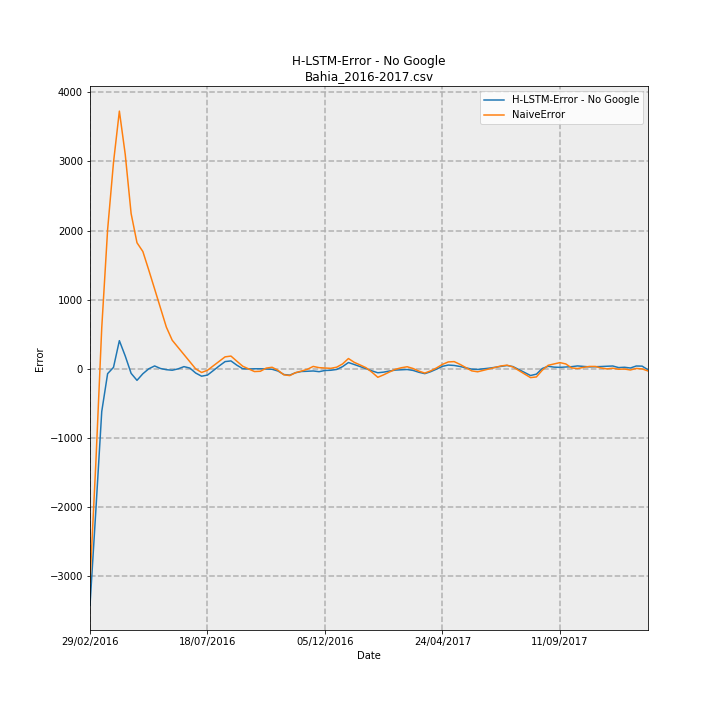 H-LSTM-Error - No Google
Bahia_2016-2017.csv
H-LSTM-Error - No Google
NaiveError
4000
3000
2000
1000
0
−1000
−2000
−3000
Error
29/02/2016 18/07/2016 05/12/2016 24/04/2017 11/09/2017
Date